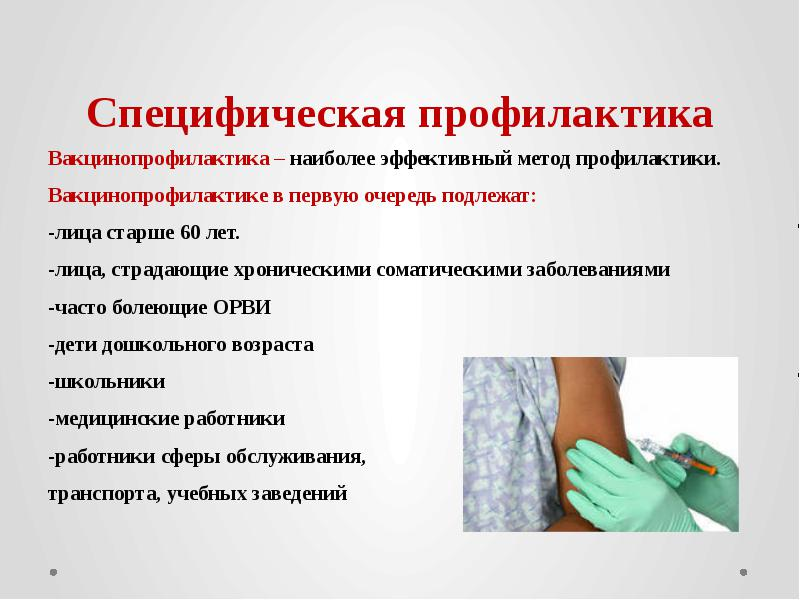 Специфическая профилактика
Вакцинопрофилактика – наиболее эффективный метод профилактики.
Вакцинопрофилактике в первую очередь подлежат:
-лица старше 60 лет.
-лица, страдающие хроническими соматическими заболеваниями
-часто болеющие ОРВИ
-дети дошкольного возраста
-школьники
-медицинские работники
-работники сферы обслуживания,
транспорта, учебных заведений